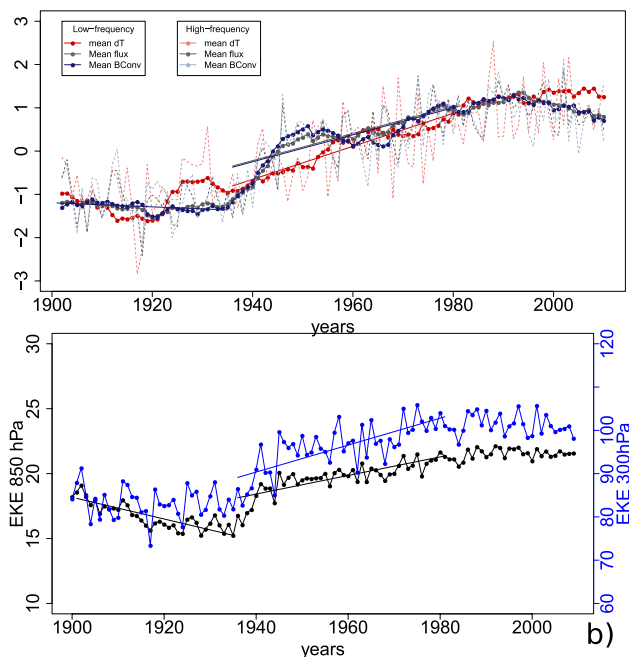 Low-frequency
mean dT
Mean flux
Mean BConv
High-frequency
mean dT
Mean flux
Mean BConv
3
2
1
0
−1
−2
−3
1900
1920
1940
1960
1980
2000
years
EKE 850 hPa
30
25
20
15
10
EKE 300hPa
120
100
90
80
70
60
1900
1920
1940
1960
1980
2000
years
b)